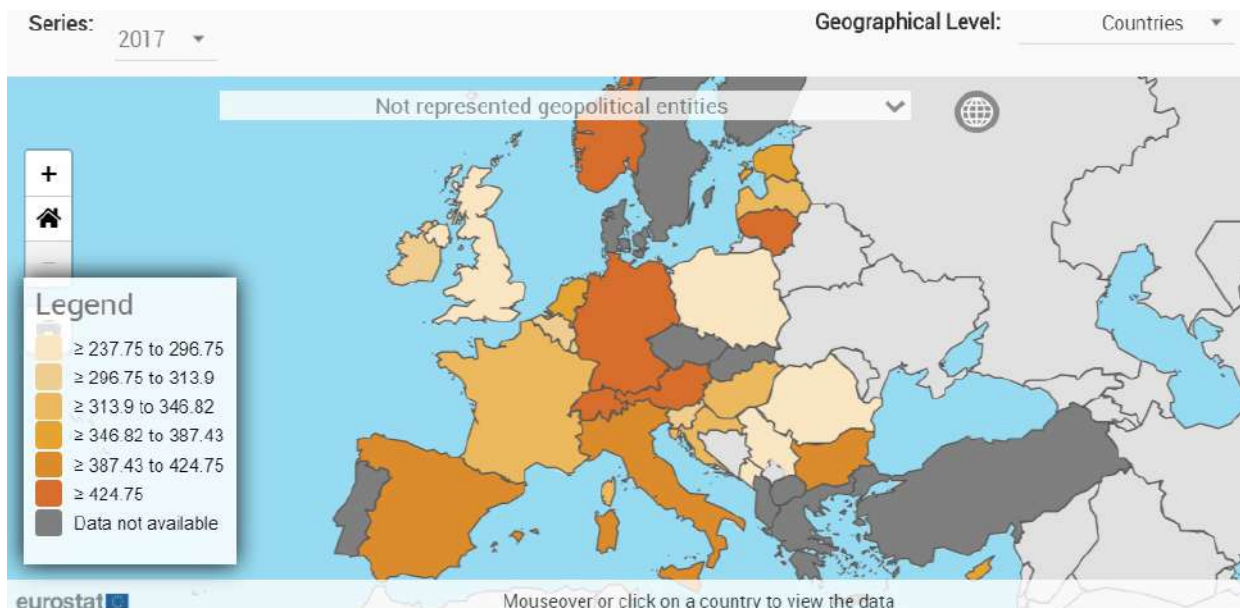 Series:
2017
Geographical Level:
Countries
Not represented geopolitical entities
+
−
Legend
≥ 237.75 to 296.75
≥ 296.75 to 313.9
≥ 313.9 to 346.82
≥ 346.82 to 387.43
≥ 387.43 to 424.75
≥ 424.75
Data not available
eurostat
Mouseover or click on a country to view the data